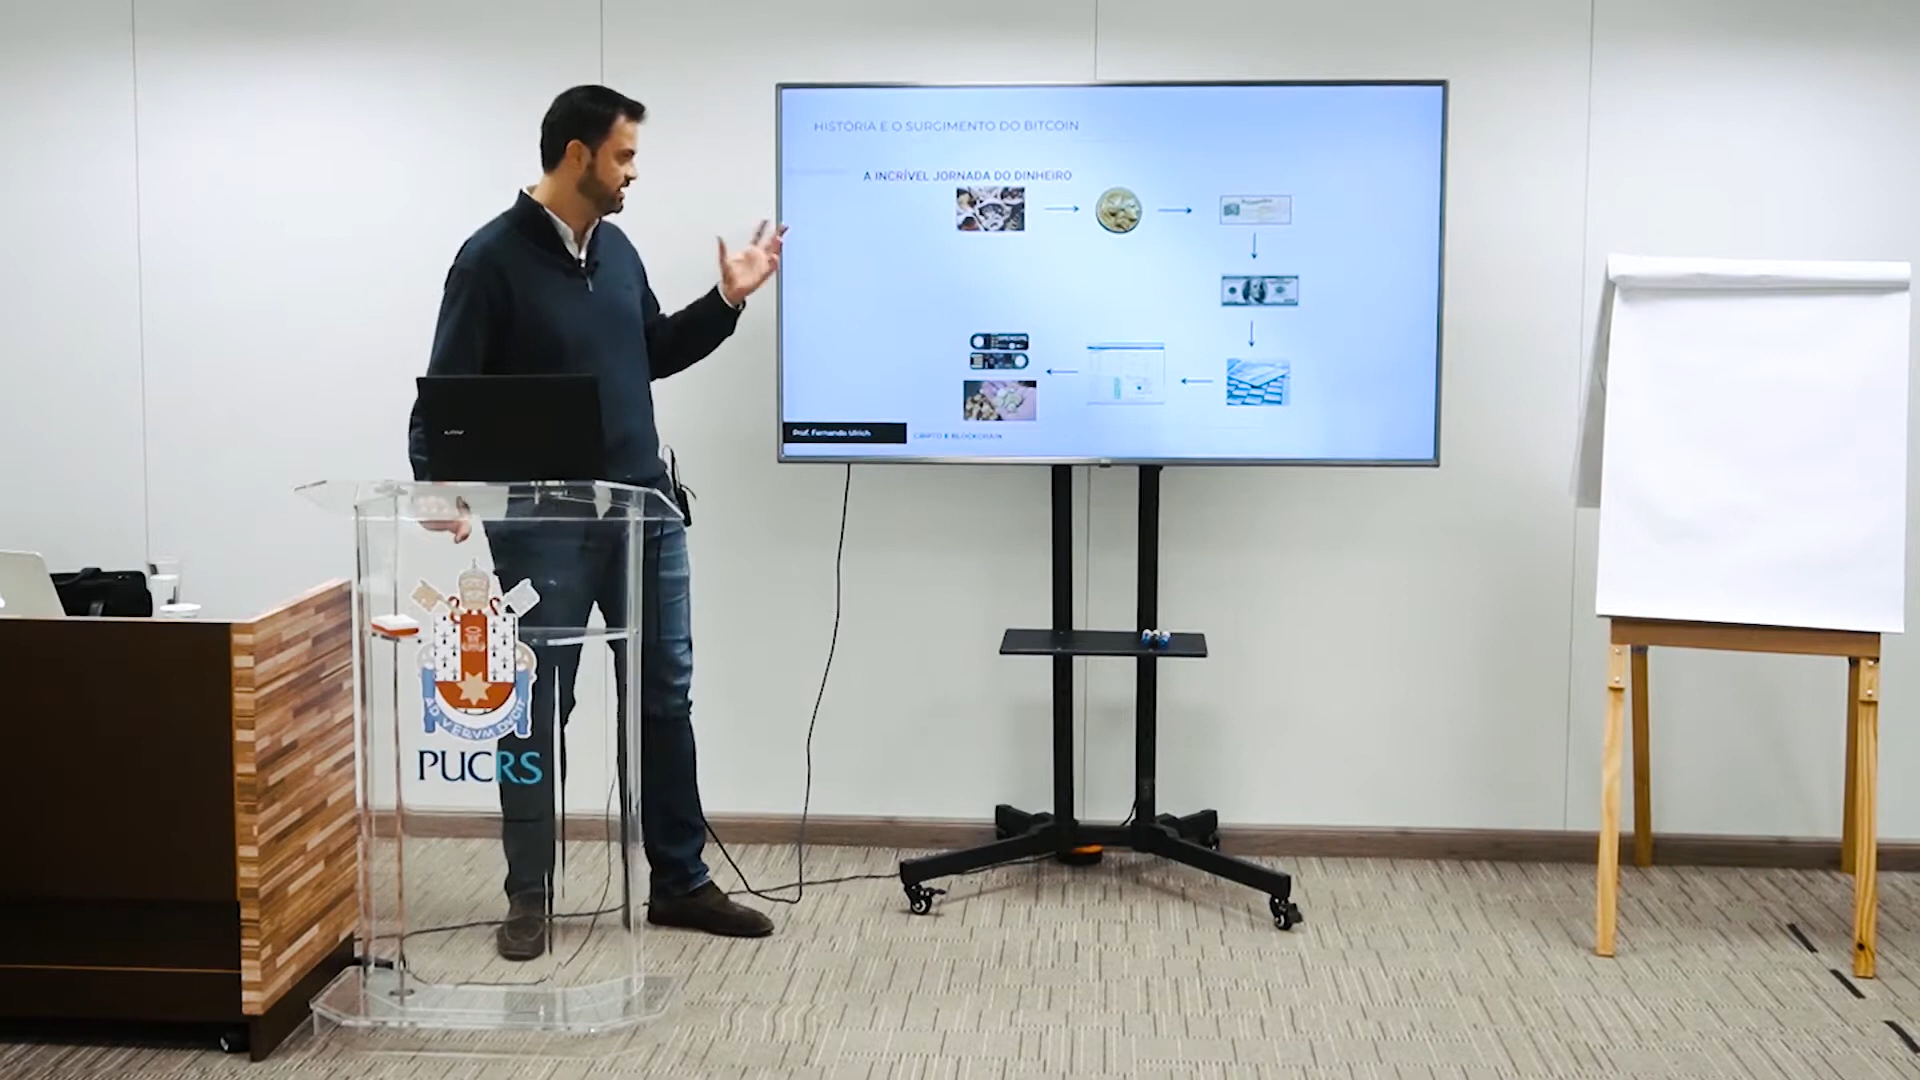 HISTÓRIA E O SURGIMENTO DO BITCOIN
A INCRÍVEL JORNADA DO DINHEIRO
Prof. Fernando Ulrich
CRIPTO E BLOCKCHAIN
AD VERVM DVCIT
PUCRS